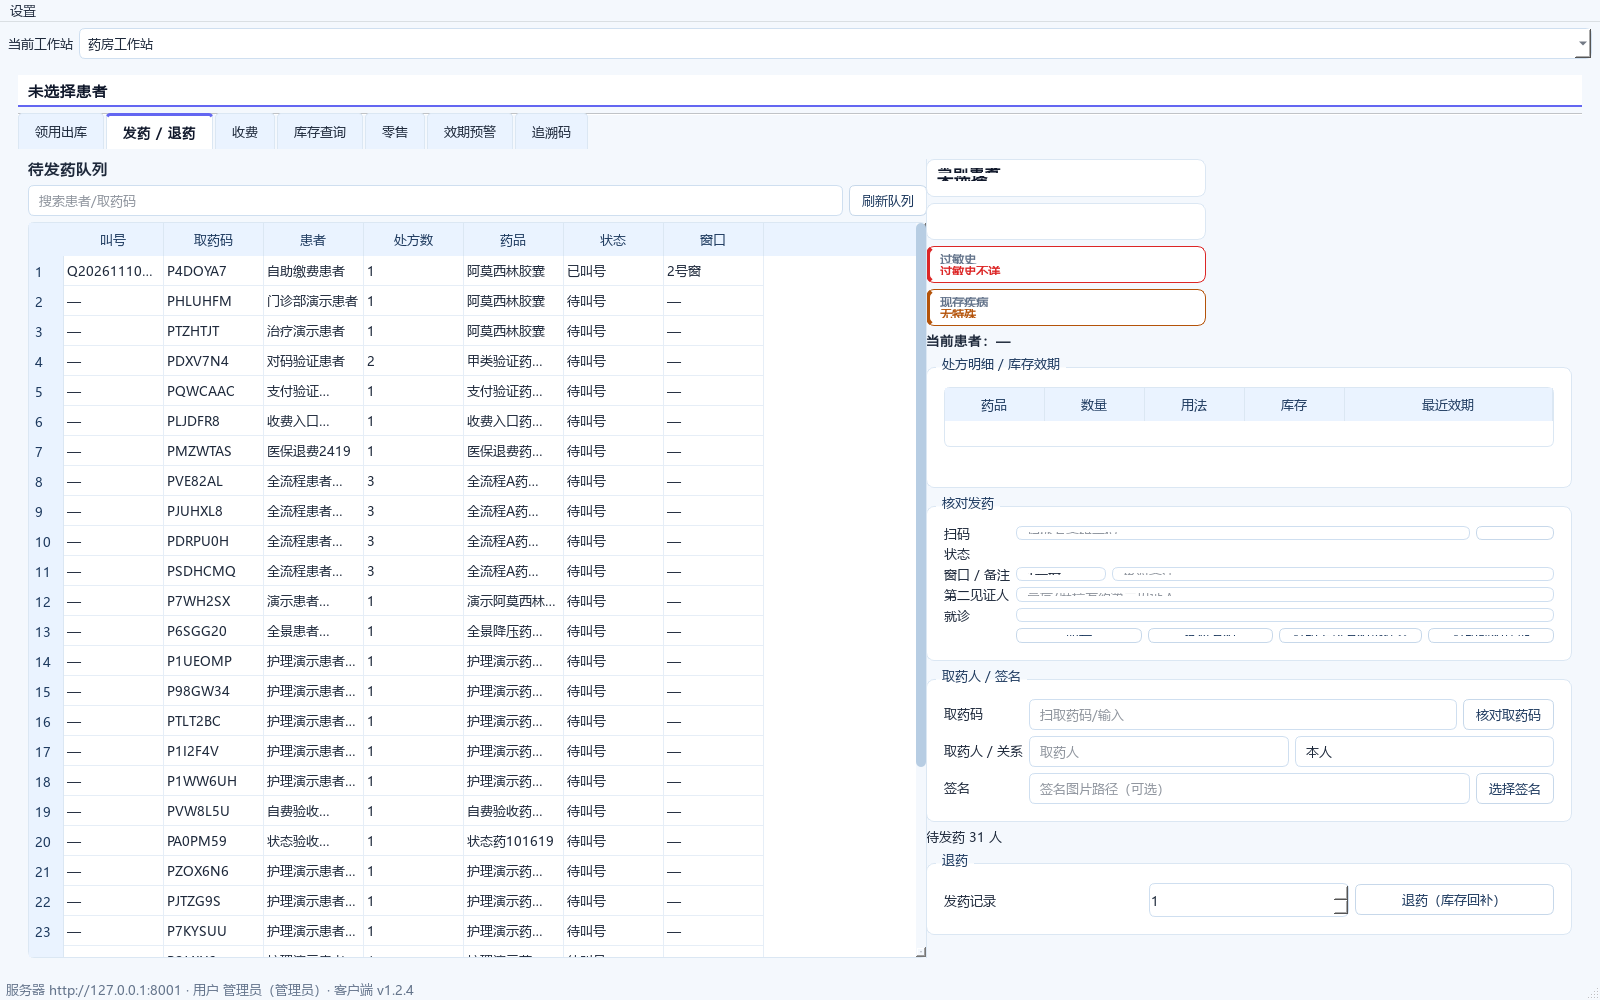 设置
当前工作站 药房工作站
未选择患者
领用出库 发药 / 退药 收费 库存查询 零售 效期预警 追溯码
待发药队列
搜索患者/取药码 刷新队列
叫号 取药码 患者 处方数 药品 状态 窗口
1 Q20261110... P4DOYA7 自助缴费患者 1 阿莫西林胶囊 已叫号 2号窗
2 — PHLUHFM 门诊部演示患者 1 阿莫西林胶囊 待叫号 —
3 — PTZHTJT 治疗演示患者 1 阿莫西林胶囊 待叫号 —
4 — PDXV7N4 对码验证患者 2 甲类验证药... 待叫号 —
5 — PQWCAAC 支付验证... 1 支付验证药... 待叫号 —
6 — PLJDFR8 收费入口... 1 收费入口药... 待叫号 —
7 — PMZWTAS 医保退费2419 1 医保退费药... 待叫号 —
8 — PVE82AL 全流程患者... 3 全流程A药... 待叫号 —
9 — PJUHXL8 全流程患者... 3 全流程A药... 待叫号 —
10 — PDRPU0H 全流程患者... 3 全流程A药... 待叫号 —
11 — PSDHCMQ 全流程患者... 3 全流程A药... 待叫号 —
12 — P7WH2SX 演示患者... 1 演示阿莫西林... 待叫号 —
13 — P6SGG20 全景患者... 1 全景降压药... 待叫号 —
14 — P1UEOMP 护理演示患者... 1 护理演示药... 待叫号 —
15 — P98GW34 护理演示患者... 1 护理演示药... 待叫号 —
16 — PTLT2BC 护理演示患者... 1 护理演示药... 待叫号 —
17 — P1I2F4V 护理演示患者... 1 护理演示药... 待叫号 —
18 — P1WW6UH 护理演示患者... 1 护理演示药... 待叫号 —
19 — PVW8L5U 自费验收... 1 自费验收药... 待叫号 —
20 — PA0PM59 状态验收... 1 状态药101619 待叫号 —
21 — PZOX6N6 护理演示患者... 1 护理演示药... 待叫号 —
22 — PJTZG9S 护理演示患者... 1 护理演示药... 待叫号 —
23 — P7KYSUU 护理演示患者... 1 护理演示药... 待叫号 —
过敏史
过敏史不详
现存疾病
无特殊
当前患者：—
处方明细 / 库存效期
药品 数量 用法 库存 最近效期
核对发药
扫码
状态
窗口 / 备注
第二见证人
就诊
取药人 / 签名
取药码 扫取药码/输入 核对取药码
取药人 / 关系 取药人 本人
签名 签名图片路径（可选） 选择签名
待发药 31 人
退药
发药记录 1 退药（库存回补）
服务器 http://127.0.0.1:8001 · 用户 管理员（管理员）· 客户端 v1.2.4